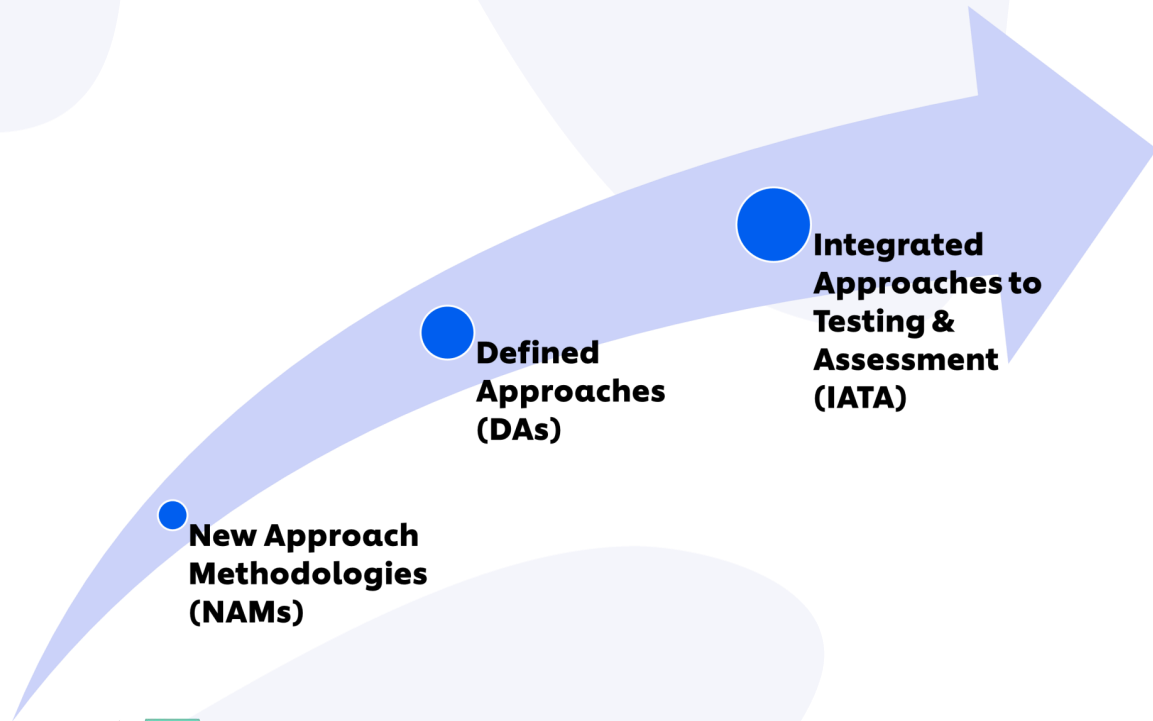 Integrated
Approaches to
Testing &
Assessment
(IATA)
Defined
Approaches
(DAs)
New Approach
Methodologies
(NAMs)